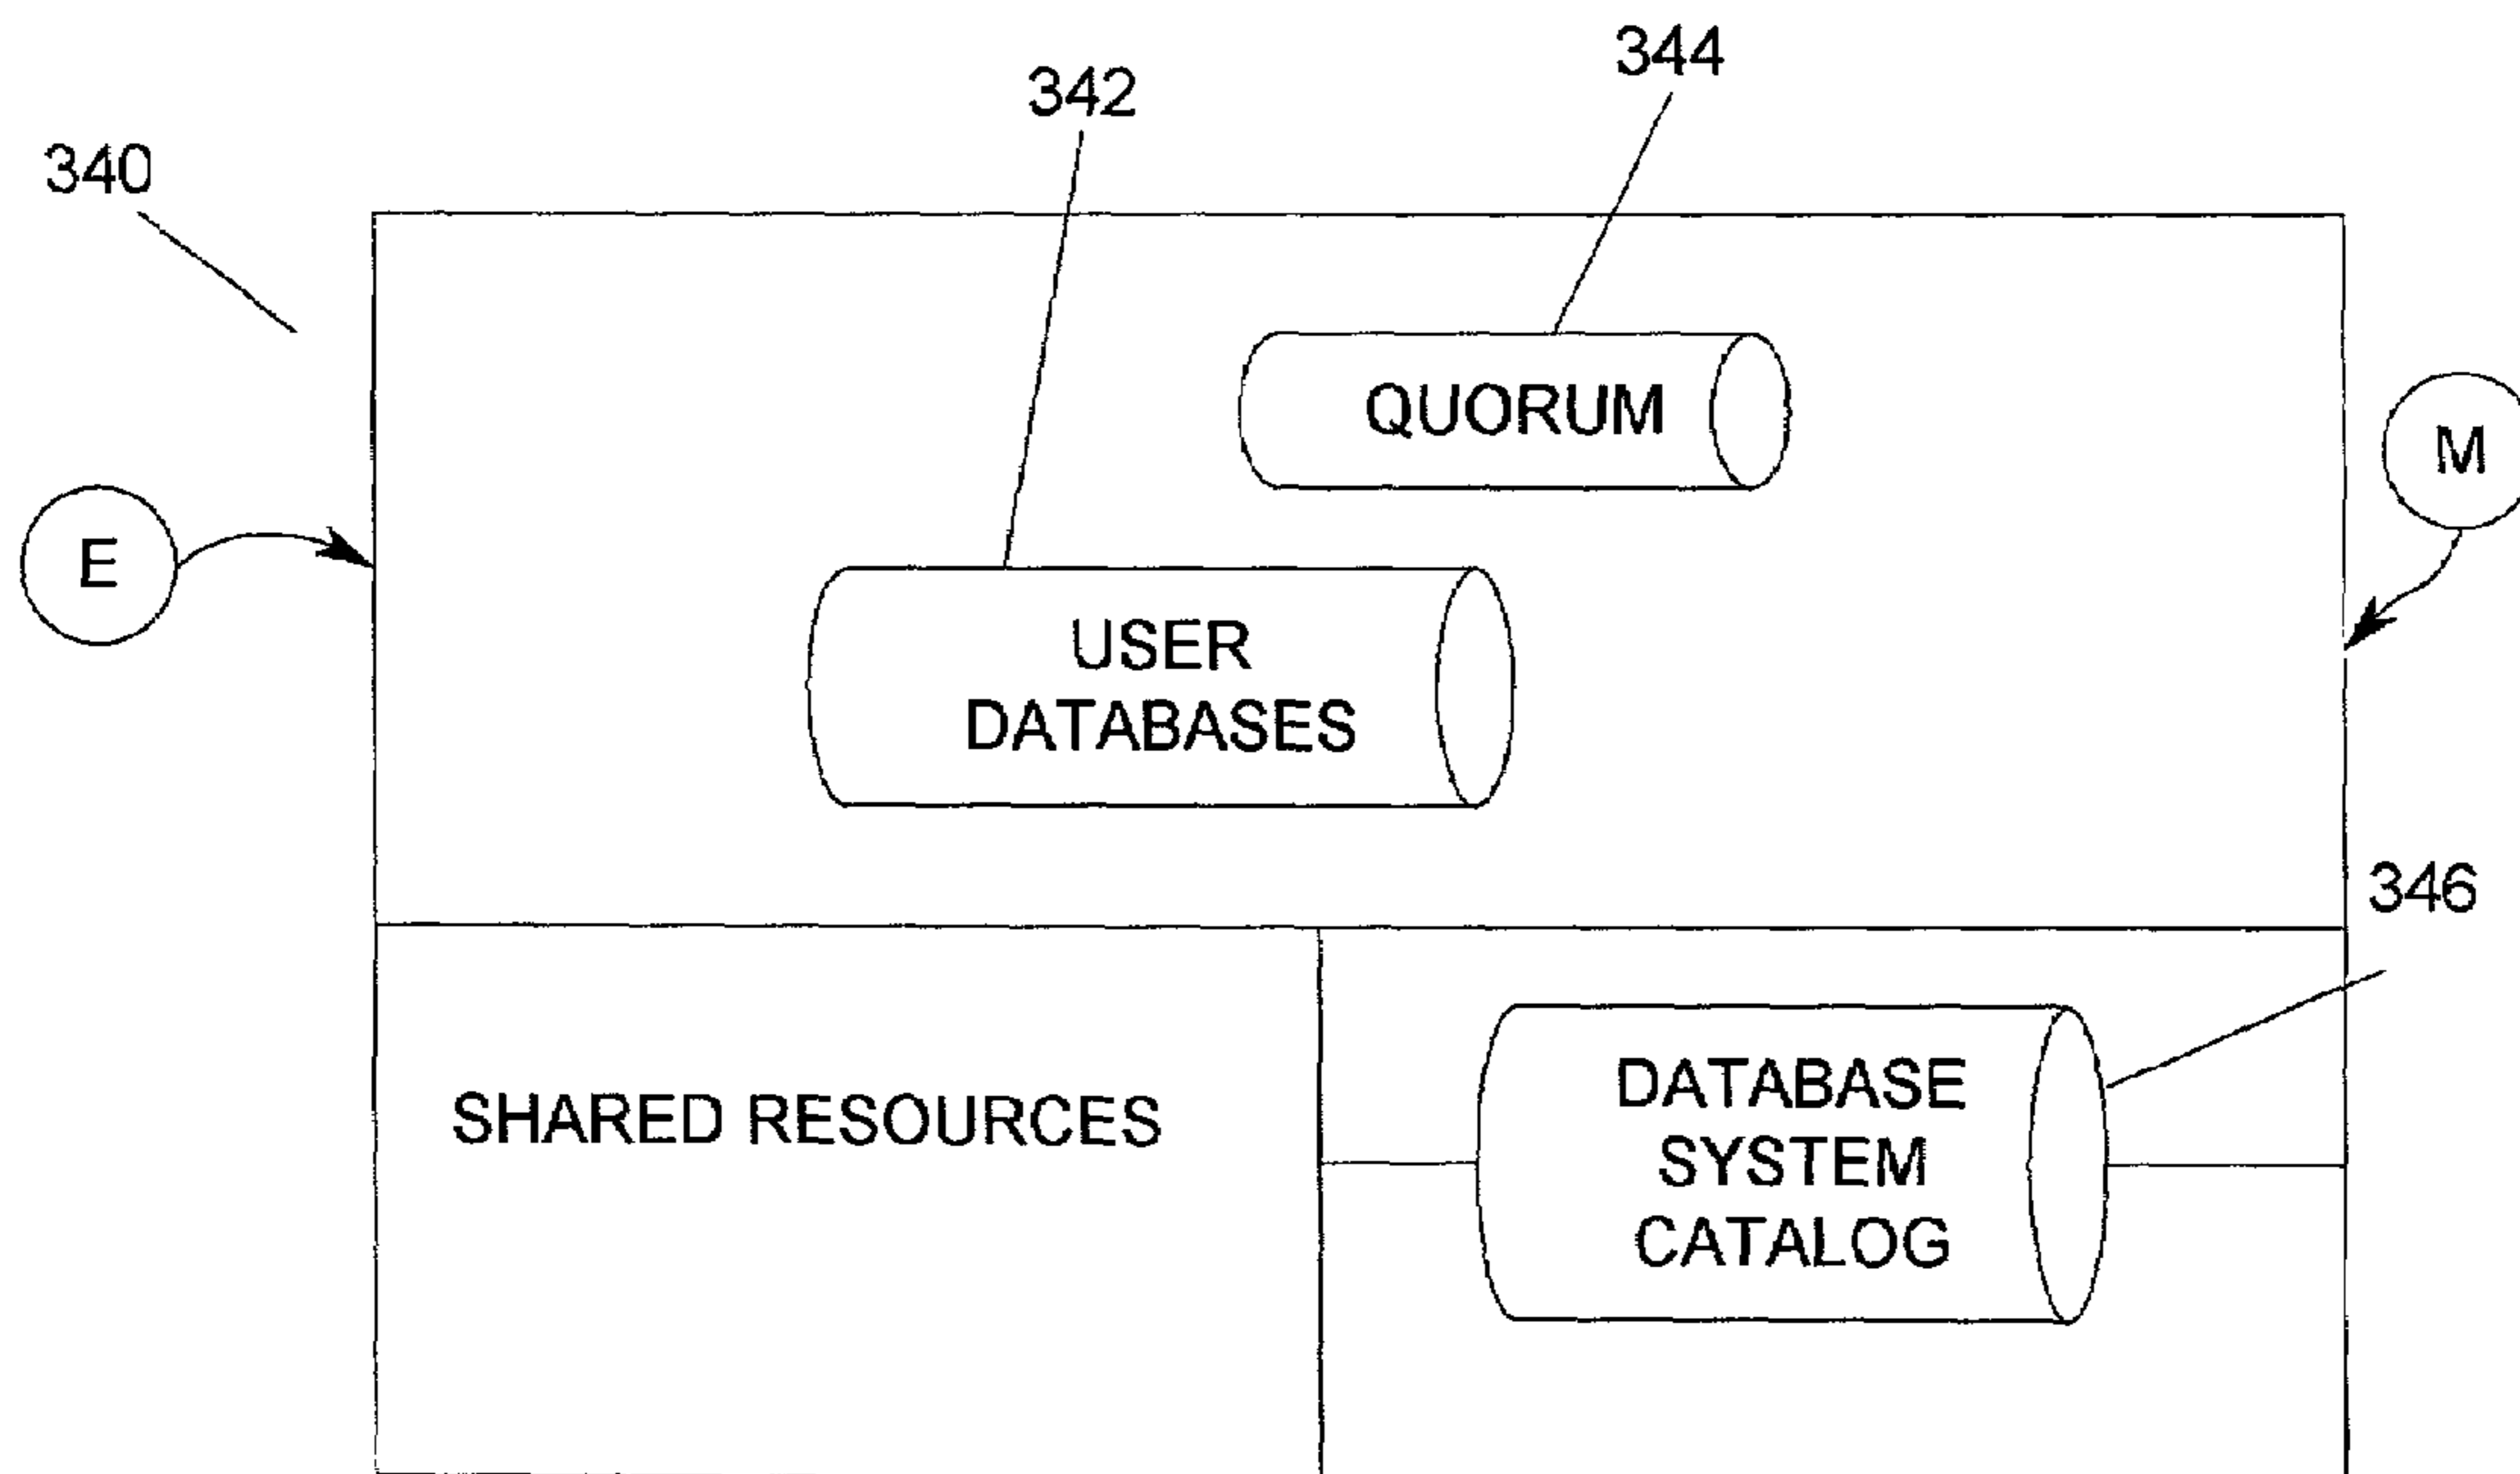 344
342
340
QUORUM
M
E
USER
DATABASES
346
DATABASE
SHARED RESOURCES
SYSTEM
CATALOG